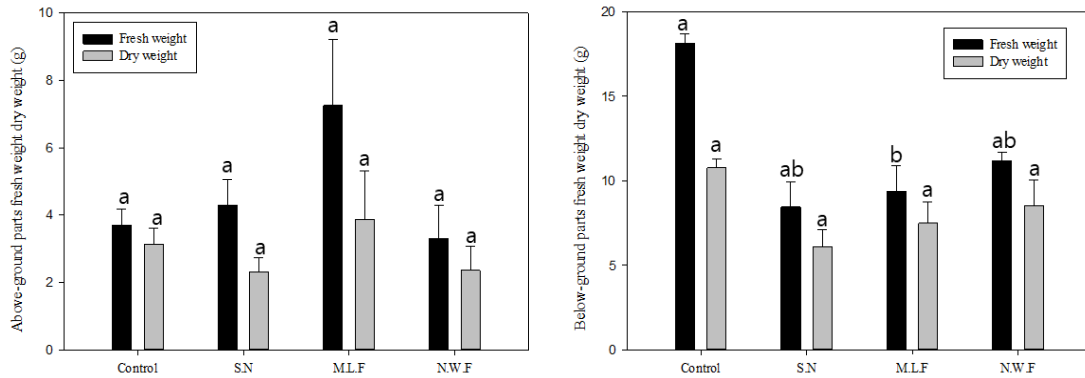 Above-ground parts fresh weight dry weight (g)
10
8
6
4
2
0
Fresh weight
Dry weight
a
a
a
a
a
a
a
a
Control
S.N
M.L.F
N.W.F
Below-ground parts fresh weight dry weight (g)
20
15
10
5
0
Fresh weight
Dry weight
a
a
ab
a
b
a
ab
a
Control
S.N
M.L.F
N.W.F